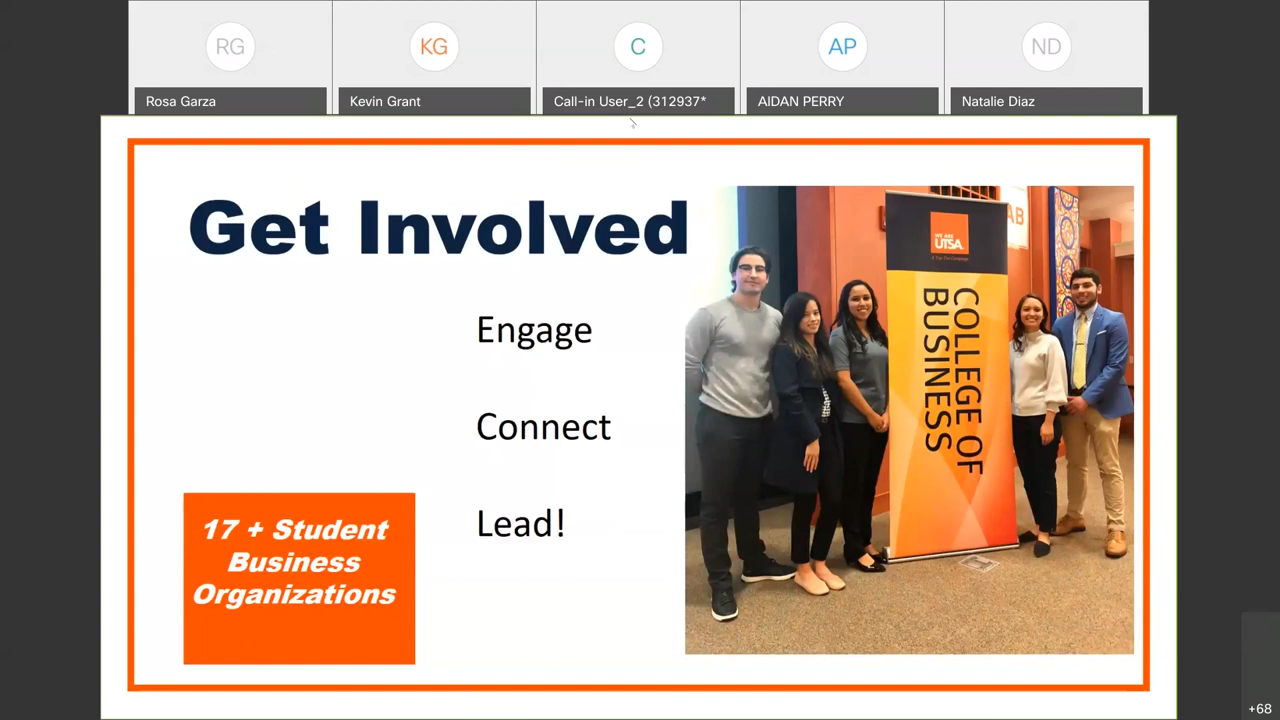 RG
KG
C
AP
ND
Rosa Garza
Kevin Grant
Call-in User_2 (312937*
AIDAN PERRY
Natalie Diaz
Get Involved
Engage
Connect
Lead!
17 + Student
Business
Organizations
WE ARE
UTSA
COLLEGE OF
BUSINESS
AB
+68